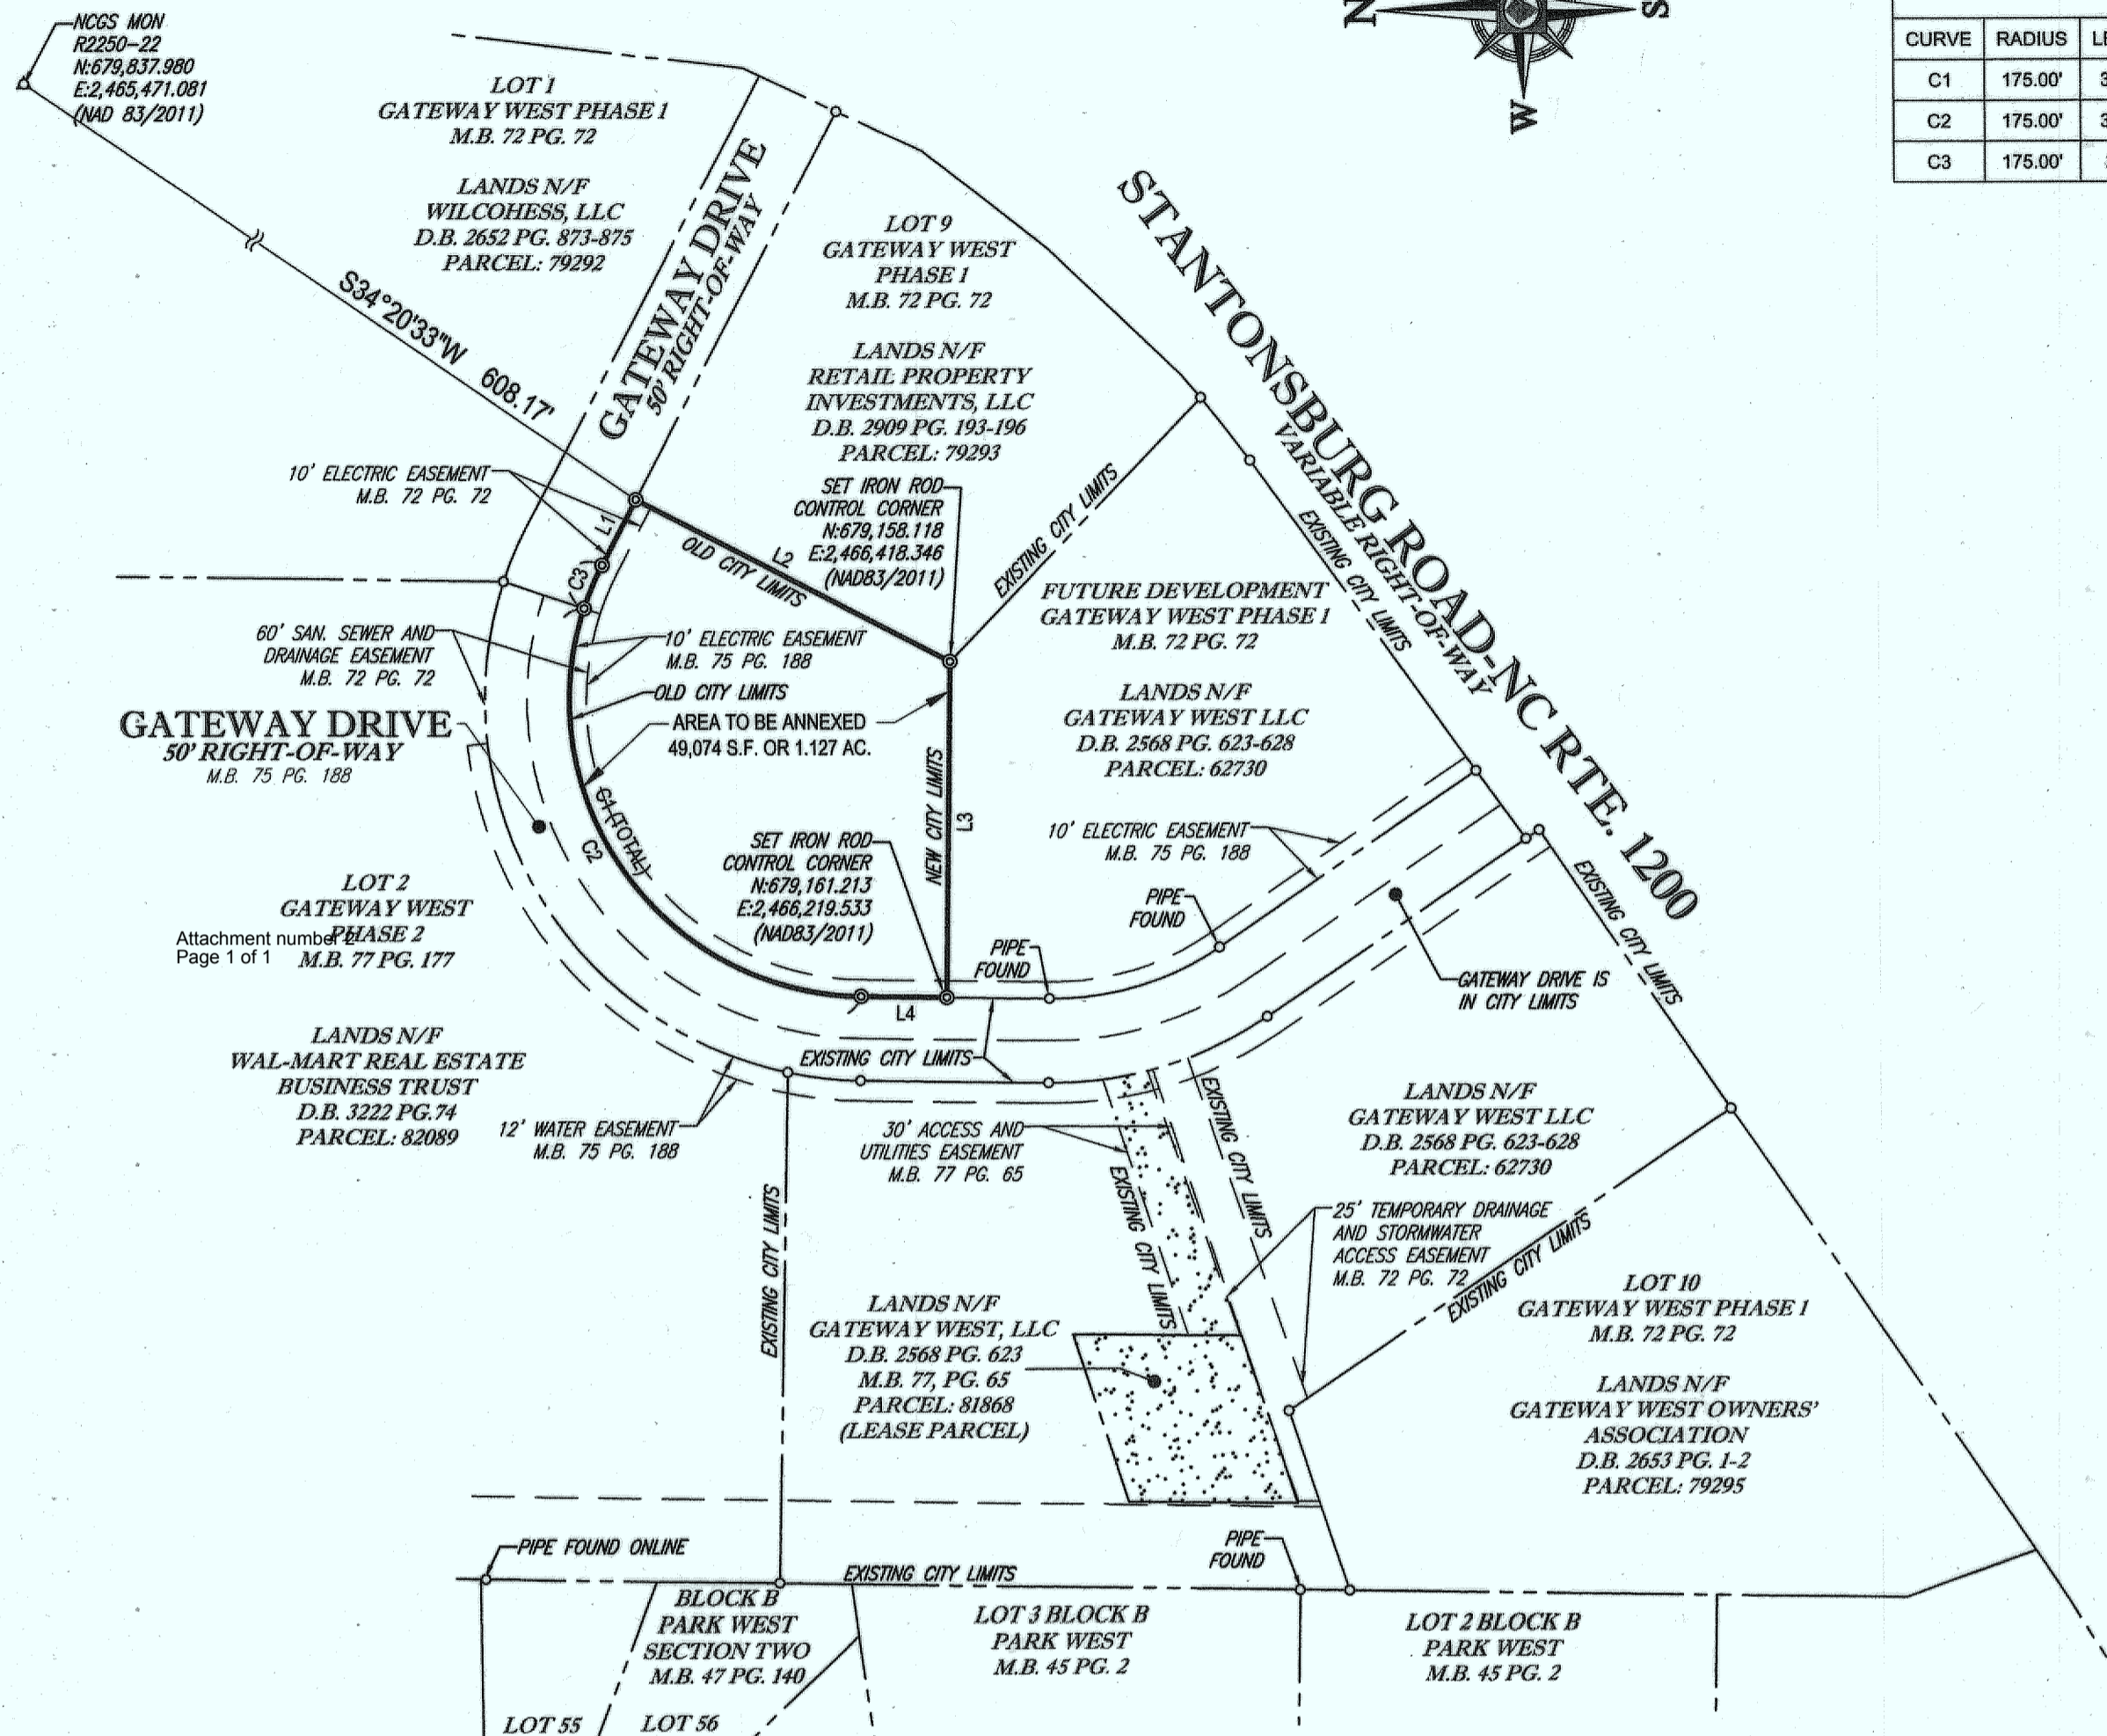 NCGS MON
R2250-22
N:679,837.980
E:2,465,471.081
(NAD 83/2011)
LOT 1
GATEWAY WEST PHASE 1
M.B. 72 PG. 72
LANDS N/F
WILCOHESS, LLC
D.B. 2652 PG. 873-875
PARCEL: 79292
S34°20'33"W 608.17'
GATEWAY DRIVE
50' RIGHT-OF-WAY
N
S
W
CURVE RADIUS
C1 175.00'
C2 175.00'
C3 175.00'
LOT 9
GATEWAY WEST
PHASE 1
M.B. 72 PG. 72
LANDS N/F
RETAIL PROPERTY
INVESTMENTS, LLC
D.B. 2909 PG. 193-196
PARCEL: 79293
STANTONSBURG ROAD-NC RTE. 1200
VARIABLE RIGHT-OF-WAY
EXISTING CITY LIMITS
EXISTING CITY LIMITS
10' ELECTRIC EASEMENT
M.B. 72 PG. 72
L1
C3
L2
OLD CITY LIMITS
SET IRON ROD
CONTROL CORNER
N:679,158.118
E:2,466,418.346
(NAD83/2011)
EXISTING CITY LIMITS
FUTURE DEVELOPMENT
GATEWAY WEST PHASE 1
M.B. 72 PG. 72
LANDS N/F
GATEWAY WEST LLC
D.B. 2568 PG. 623-628
PARCEL: 62730
60' SAN. SEWER AND
DRAINAGE EASEMENT
M.B. 72 PG. 72
10' ELECTRIC EASEMENT
M.B. 75 PG. 188
OLD CITY LIMITS
AREA TO BE ANNEXED
49,074 S.F. OR 1.127 AC.
GATEWAY DRIVE
50' RIGHT-OF-WAY
M.B. 75 PG. 188
C1 (TOTAL)
C2
NEW CITY LIMITS
L3
SET IRON ROD
CONTROL CORNER
N:679,161.213
E:2,466,219.533
(NAD83/2011)
L4
10' ELECTRIC EASEMENT
M.B. 75 PG. 188
PIPE
FOUND
PIPE
FOUND
GATEWAY DRIVE IS
IN CITY LIMITS
LOT 2
GATEWAY WEST
PHASE 2
M.B. 77 PG. 177
Attachment number 2
Page 1 of 1
LANDS N/F
WAL-MART REAL ESTATE
BUSINESS TRUST
D.B. 3222 PG.74
PARCEL: 82089
12' WATER EASEMENT
M.B. 75 PG. 188
EXISTING CITY LIMITS
30' ACCESS AND
UTILITIES EASEMENT
M.B. 77 PG. 65
EXISTING CITY LIMITS
EXISTING CITY LIMITS
EXISTING CITY LIMITS
LANDS N/F
GATEWAY WEST LLC
D.B. 2568 PG. 623-628
PARCEL: 62730
25' TEMPORARY DRAINAGE
AND STORMWATER
ACCESS EASEMENT
M.B. 72 PG. 72
EXISTING CITY LIMITS
LANDS N/F
GATEWAY WEST, LLC
D.B. 2568 PG. 623
M.B. 77, PG. 65
PARCEL: 81868
(LEASE PARCEL)
LOT 10
GATEWAY WEST PHASE 1
M.B. 72 PG. 72
LANDS N/F
GATEWAY WEST OWNERS'
ASSOCIATION
D.B. 2653 PG. 1-2
PARCEL: 79295
PIPE FOUND ONLINE
EXISTING CITY LIMITS
PIPE
FOUND
BLOCK B
PARK WEST
SECTION TWO
M.B. 47 PG. 140
LOT 55
LOT 56
LOT 3 BLOCK B
PARK WEST
M.B. 45 PG. 2
LOT 2 BLOCK B
PARK WEST
M.B. 45 PG. 2